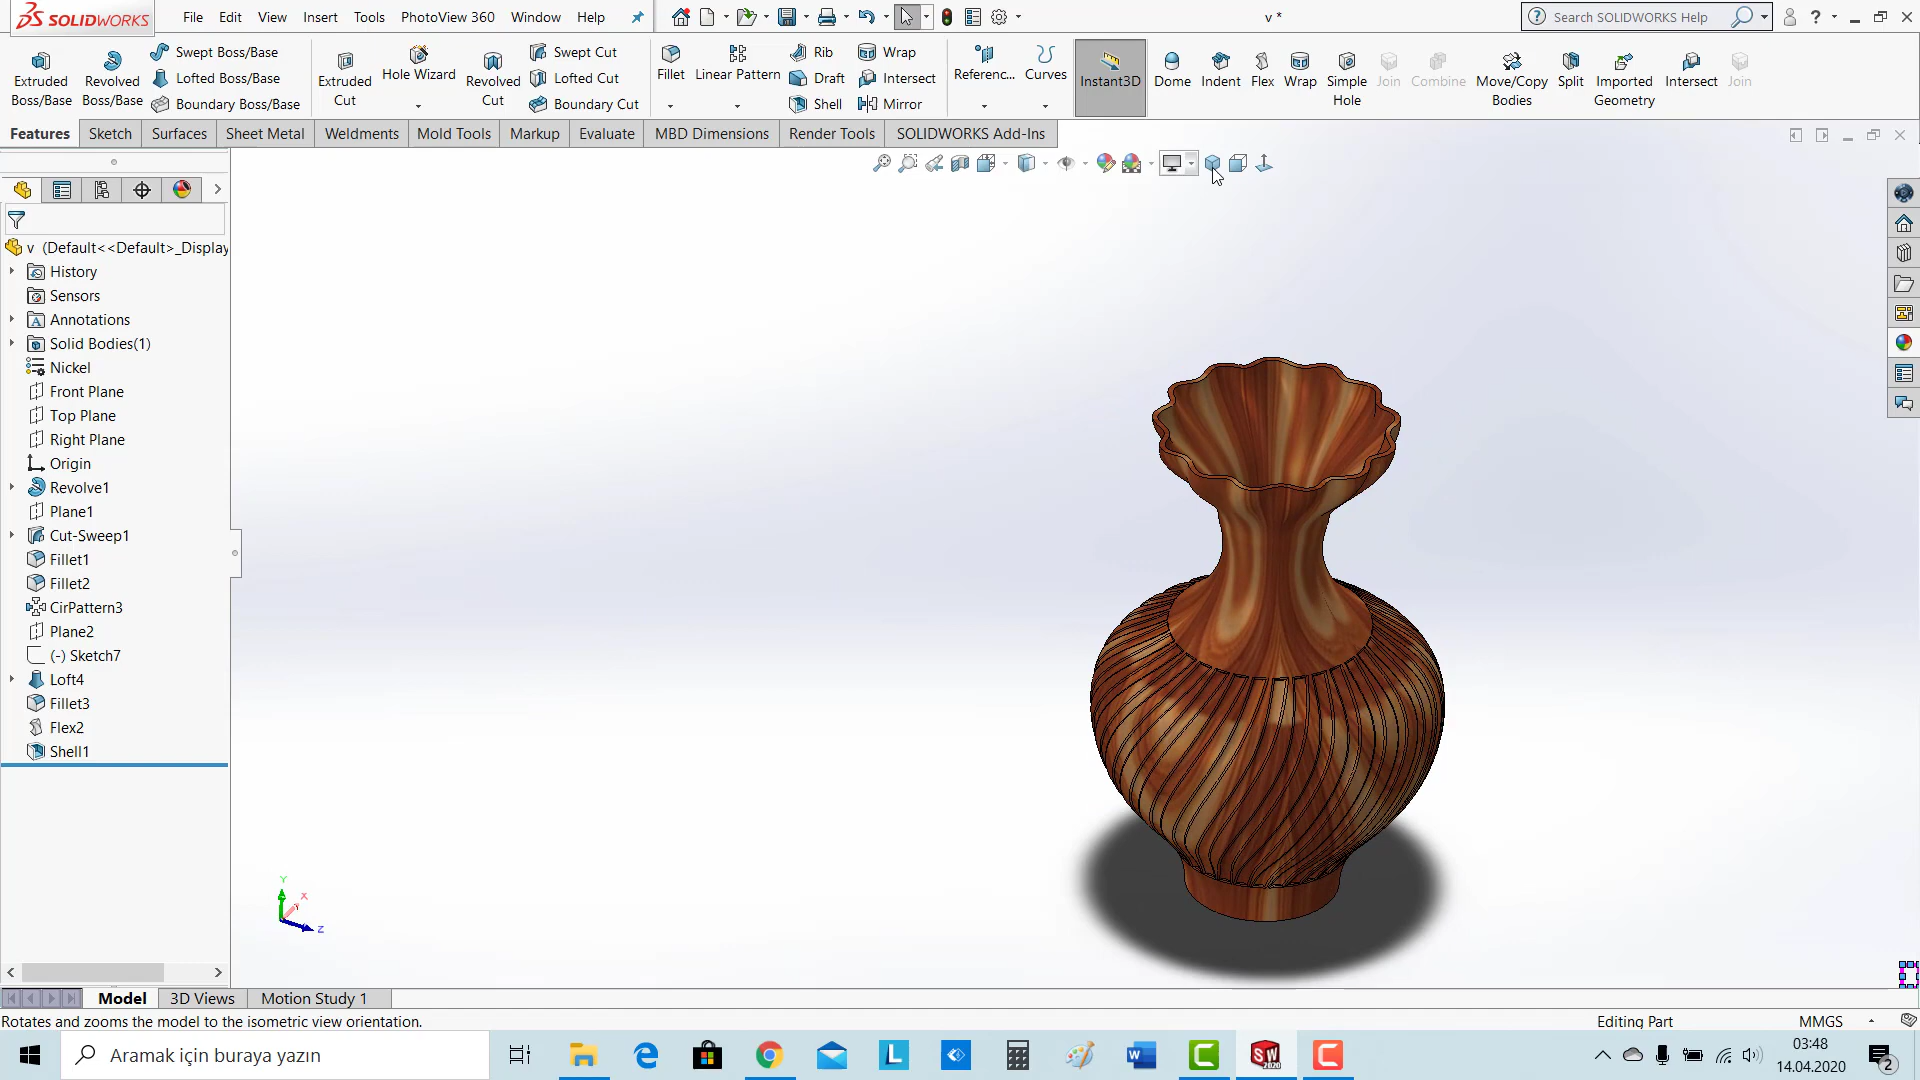 SOLIDWORKS
File Edit View Insert Tools PhotoView 360 Window Help
v *
Search SOLIDWORKS Help
Extruded Boss/Base
Revolved Boss/Base
Swept Boss/Base
Lofted Boss/Base
Boundary Boss/Base
Extruded Cut
Hole Wizard
Revolved Cut
Swept Cut
Lofted Cut
Boundary Cut
Fillet
Linear Pattern
Rib
Draft
Shell
Wrap
Intersect
Mirror
Referenc...
Curves
Instant3D
Dome
Indent
Flex
Wrap
Simple Hole
Join
Combine
Move/Copy Bodies
Split
Imported Geometry
Intersect
Join
Features Sketch Surfaces Sheet Metal Weldments Mold Tools Markup Evaluate MBD Dimensions Render Tools SOLIDWORKS Add-Ins
v (Default<<Default>_Display
History
Sensors
Annotations
Solid Bodies(1)
Nickel
Front Plane
Top Plane
Right Plane
Origin
Revolve1
Plane1
Cut-Sweep1
Fillet1
Fillet2
CirPattern3
Plane2
(-) Sketch7
Loft4
Fillet3
Flex2
Shell1
Y
X
Z
Model 3D Views Motion Study 1
Rotates and zooms the model to the isometric view orientation.
Editing Part
MMGS
Aramak için buraya yazın
03:48
14.04.2020
2